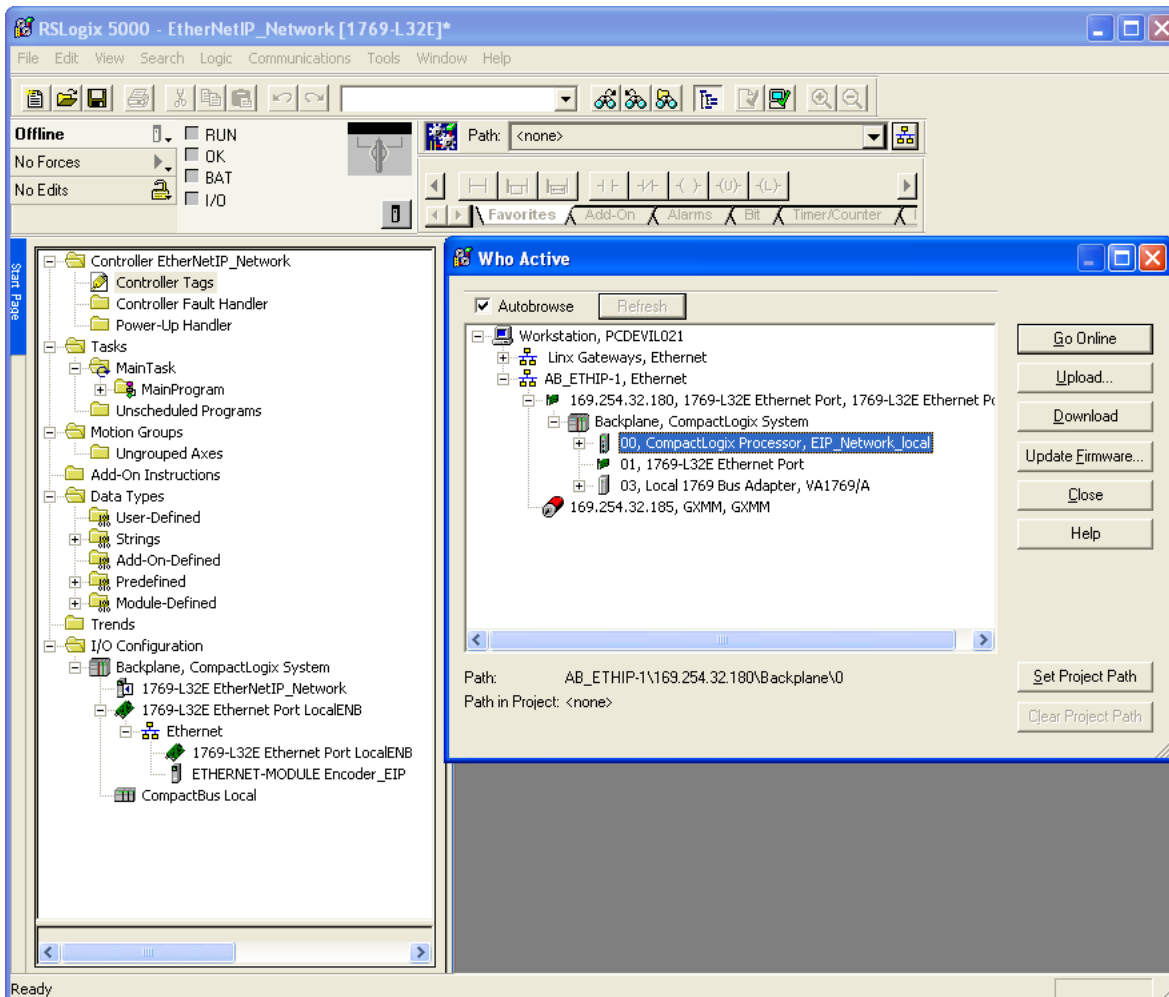 RSLogix 5000 - EtherNetIP_Network [1769-L32E]*
File Edit View Search Logic Communications Tools Window Help
Offline
RUN
No Forces
OK
No Edits
BAT
I/O
Path: <none>
Favorites Add-On Alarms Bit Timer/Counter
Start Page
Controller EtherNetIP_Network
Controller Tags
Controller Fault Handler
Power-Up Handler
Tasks
MainTask
MainProgram
Unscheduled Programs
Motion Groups
Ungrouped Axes
Add-On Instructions
Data Types
User-Defined
Strings
Add-On-Defined
Predefined
Module-Defined
Trends
I/O Configuration
Backplane, CompactLogix System
1769-L32E EtherNetIP_Network
1769-L32E Ethernet Port LocalENB
Ethernet
1769-L32E Ethernet Port LocalENB
ETHERNET-MODULE Encoder_EIP
CompactBus Local
Who Active
Autobrowse Refresh
Workstation, PCDEVIL021
Linx Gateways, Ethernet
AB_ETHIP-1, Ethernet
169.254.32.180, 1769-L32E Ethernet Port, 1769-L32E Ethernet Po
Backplane, CompactLogix System
00, CompactLogix Processor, EIP_Network_local
01, 1769-L32E Ethernet Port
03, Local 1769 Bus Adapter, VA1769/A
169.254.32.185, GXMM, GXMM
Go Online
Upload...
Download
Update Firmware...
Close
Help
Path: AB_ETHIP-1\169.254.32.180\Backplane\0
Path in Project: <none>
Set Project Path
Clear Project Path
Ready